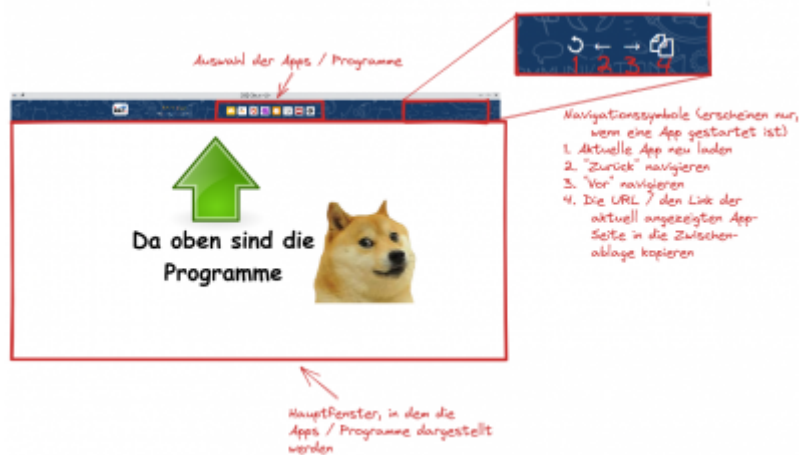 Auswahl der Apps / Programme
1 2 3 4
Navigationssymbole (erscheinen nur,
wenn eine App gestartet ist)
1. Aktuelle App neu laden
2. "Zurück" navigieren
3. "Vor" navigieren
4. Die URL / den Link der
aktuell angezeigten App-
Seite in die Zwischen-
ablage kopieren
Da oben sind die
Programme
Hauptfenster, in dem die
Apps / Programme dargestellt
werden